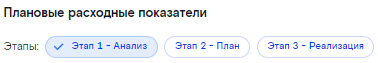 Плановые расходные показатели
Этапы: Этап 1 - Анализ Этап 2 - План Этап 3 - Реализация